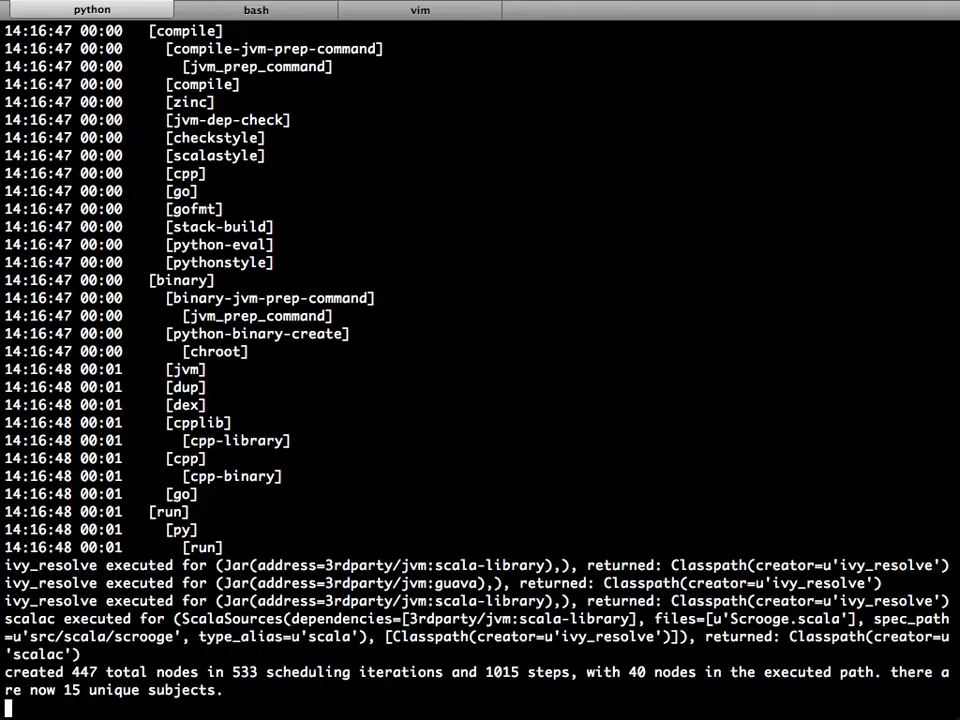 python bash vim
14:16:47 00:00 [compile]
14:16:47 00:00 [compile-jvm-prep-command]
14:16:47 00:00 [jvm_prep_command]
14:16:47 00:00 [compile]
14:16:47 00:00 [zinc]
14:16:47 00:00 [jvm-dep-check]
14:16:47 00:00 [checkstyle]
14:16:47 00:00 [scalastyle]
14:16:47 00:00 [cpp]
14:16:47 00:00 [go]
14:16:47 00:00 [gofmt]
14:16:47 00:00 [stack-build]
14:16:47 00:00 [python-eval]
14:16:47 00:00 [pythonstyle]
14:16:47 00:00 [binary]
14:16:47 00:00 [binary-jvm-prep-command]
14:16:47 00:00 [jvm_prep_command]
14:16:47 00:00 [python-binary-create]
14:16:47 00:00 [chroot]
14:16:48 00:01 [jvm]
14:16:48 00:01 [dup]
14:16:48 00:01 [dex]
14:16:48 00:01 [cpplib]
14:16:48 00:01 [cpp-library]
14:16:48 00:01 [cpp]
14:16:48 00:01 [cpp-binary]
14:16:48 00:01 [go]
14:16:48 00:01 [run]
14:16:48 00:01 [py]
14:16:48 00:01 [run]
ivy_resolve executed for (Jar(address=3rdparty/jvm:scala-library),), returned: Classpath(creator=u'ivy_resolve')
ivy_resolve executed for (Jar(address=3rdparty/jvm:guava),), returned: Classpath(creator=u'ivy_resolve')
ivy_resolve executed for (Jar(address=3rdparty/jvm:scala-library),), returned: Classpath(creator=u'ivy_resolve')
scalac executed for (ScalaSources(dependencies=[3rdparty/jvm:scala-library], files=[u'Scrooge.scala'], spec_path
=u'src/scala/scrooge', type_alias=u'scala'), [Classpath(creator=u'ivy_resolve')]), returned: Classpath(creator=u
'scalac')
created 447 total nodes in 533 scheduling iterations and 1015 steps, with 40 nodes in the executed path. there a
re now 15 unique subjects.